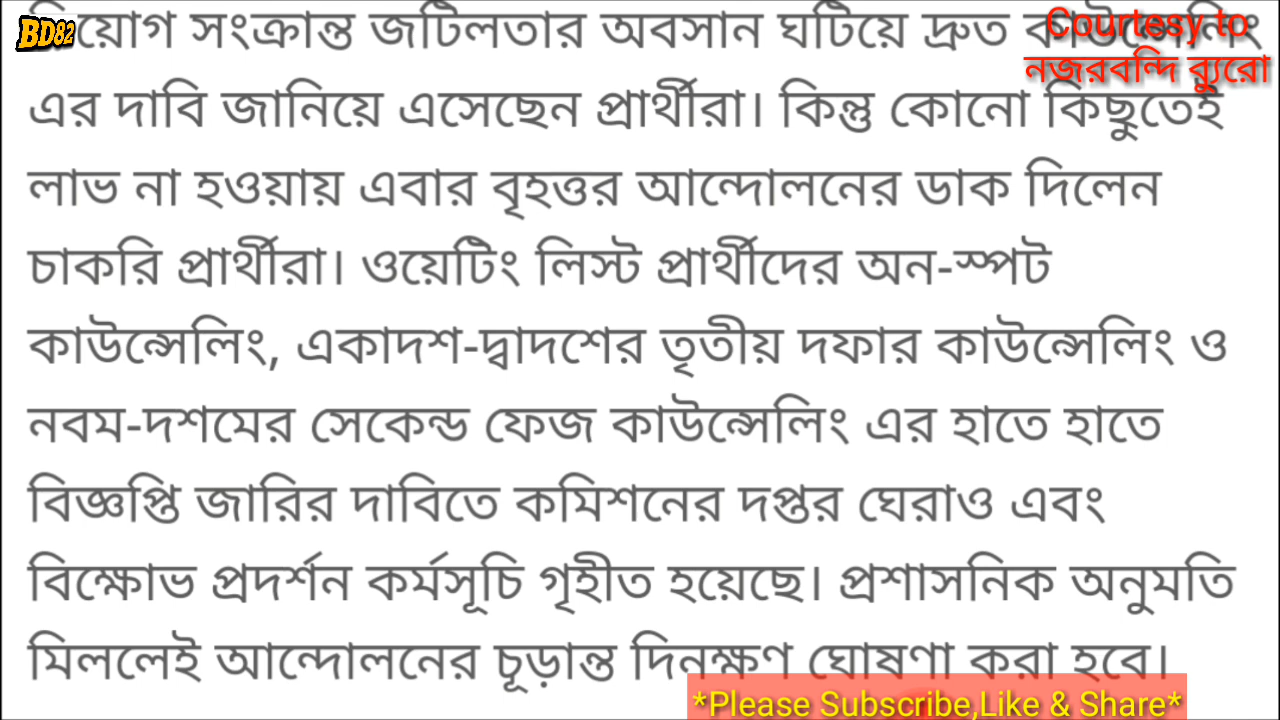 BD82
নিয়োগ সংক্রান্ত জটিলতার অবসান ঘটিয়ে দ্রুত কাউন্সেলিং
Courtesy to
নজরবন্দি ব্যুরো
এর দাবি জানিয়ে এসেছেন প্রার্থীরা। কিন্তু কোনো কিছুতেই
লাভ না হওয়ায় এবার বৃহত্তর আন্দোলনের ডাক দিলেন
চাকরি প্রার্থীরা। ওয়েটিং লিস্ট প্রার্থীদের অন-স্পট
কাউন্সেলিং, একাদশ-দ্বাদশের তৃতীয় দফার কাউন্সেলিং ও
নবম-দশমের সেকেন্ড ফেজ কাউন্সেলিং এর হাতে হাতে
বিজ্ঞপ্তি জারির দাবিতে কমিশনের দপ্তর ঘেরাও এবং
বিক্ষোভ প্রদর্শন কর্মসূচি গৃহীত হয়েছে। প্রশাসনিক অনুমতি
মিললেই আন্দোলনের চূড়ান্ত দিনক্ষণ ঘোষণা করা হবে।
*Please Subscribe,Like & Share*